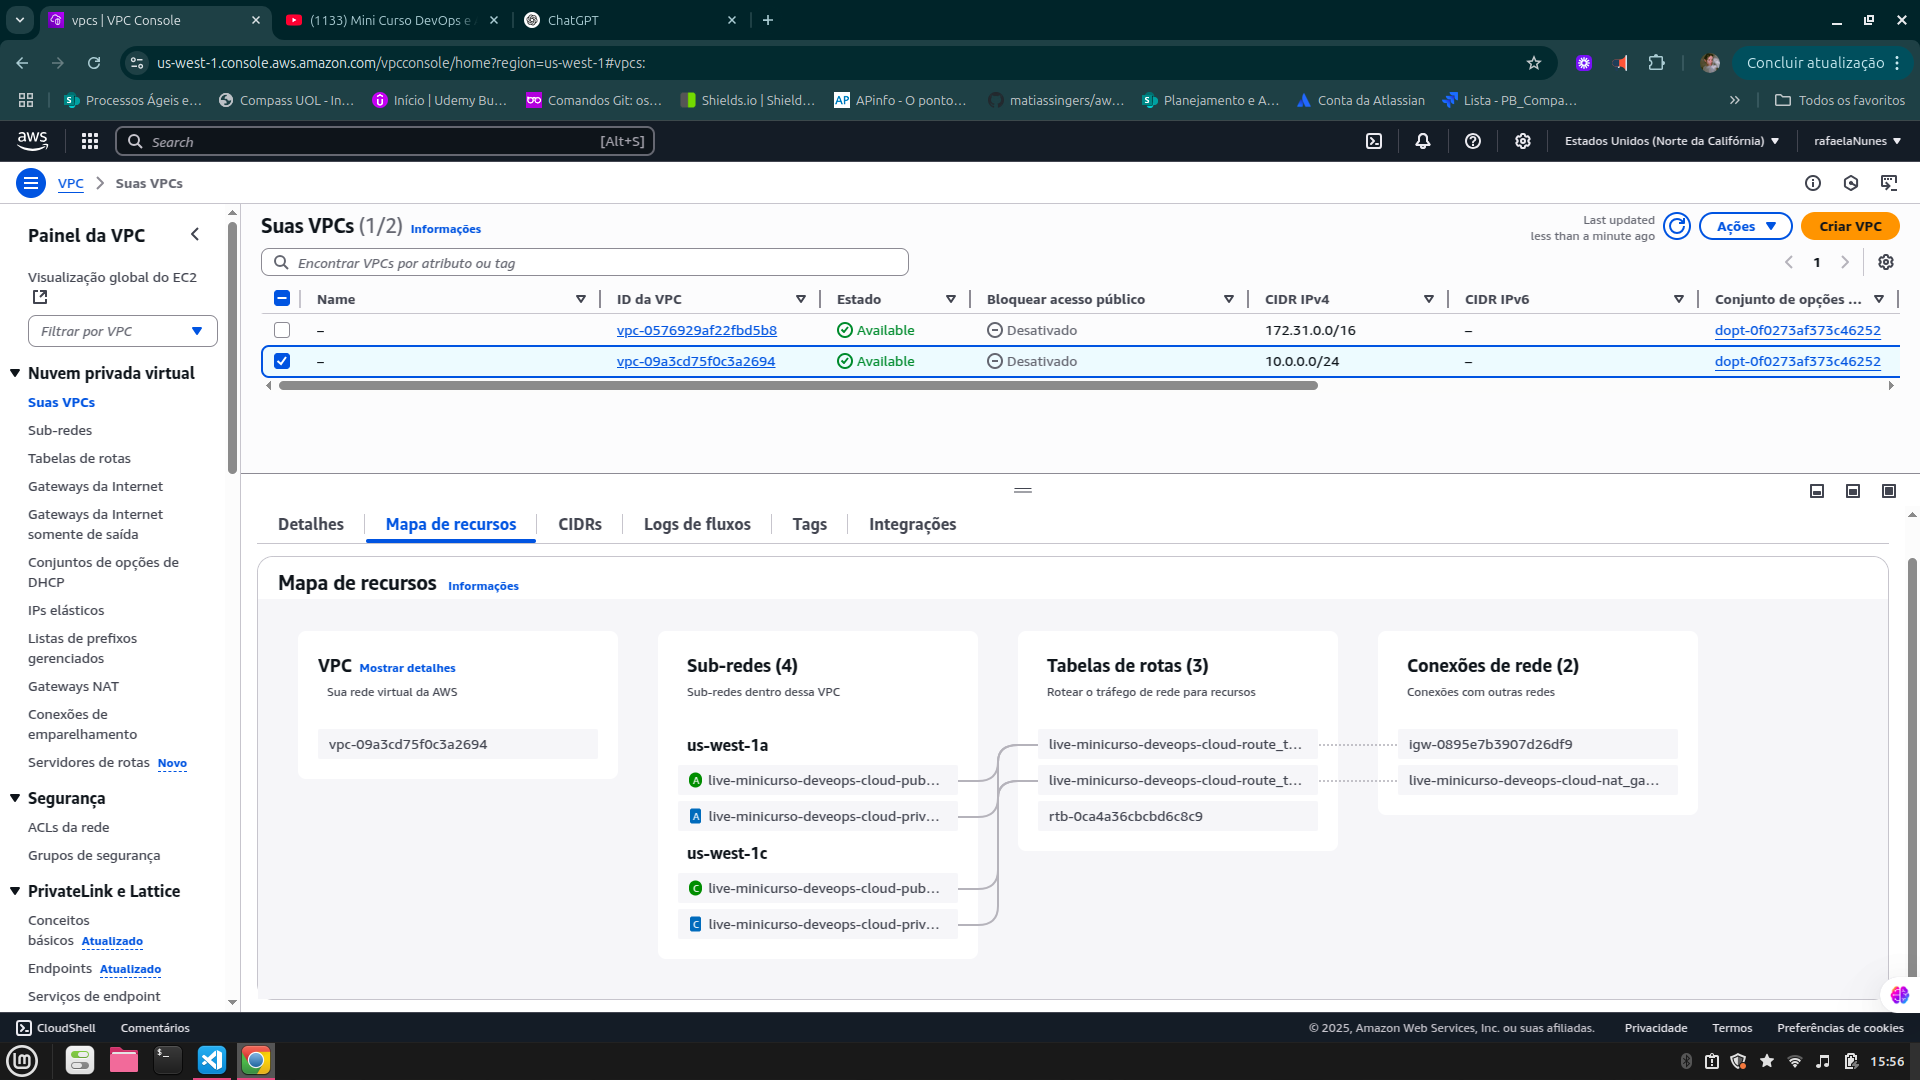 vpcs | VPC Console
(1133) Mini Curso DevOps e
ChatGPT
us-west-1.console.aws.amazon.com/vpcconsole/home?region=us-west-1#vpcs:
Concluir atualização
Processos Ágeis e...
Compass UOL - In...
Início | Udemy Bu...
Comandos Git: os...
Shields.io | Shield...
APinfo - O ponto...
matiassingers/aw...
Planejamento e A...
Conta da Atlassian
Lista - PB_Compa...
Todos os favoritos
aws
Search
[Alt+S]
Estados Unidos (Norte da Califórnia)
rafaelaNunes
VPC
Suas VPCs
Painel da VPC
Visualização global do EC2
Filtrar por VPC
Nuvem privada virtual
Suas VPCs
Sub-redes
Tabelas de rotas
Gateways da Internet
Gateways da Internet
somente de saída
Conjuntos de opções de
DHCP
IPs elásticos
Listas de prefixos
gerenciados
Gateways NAT
Conexões de
emparelhamento
Servidores de rotas Novo
Segurança
ACLs da rede
Grupos de segurança
PrivateLink e Lattice
Conceitos
básicos Atualizado
Endpoints Atualizado
Serviços de endpoint
Suas VPCs (1/2) Informações
Last updated
less than a minute ago
Ações
Criar VPC
Encontrar VPCs por atributo ou tag
1
Name ID da VPC Estado Bloquear acesso público CIDR IPv4 CIDR IPv6 Conjunto de opções ...
– vpc-0576929af22fbd5b8 Available Desativado 172.31.0.0/16 – dopt-0f0273af373c46252
– vpc-09a3cd75f0c3a2694 Available Desativado 10.0.0.0/24 – dopt-0f0273af373c46252
Detalhes
Mapa de recursos
CIDRs
Logs de fluxos
Tags
Integrações
Mapa de recursos Informações
VPC Mostrar detalhes
Sua rede virtual da AWS
vpc-09a3cd75f0c3a2694
Sub-redes (4)
Sub-redes dentro dessa VPC
us-west-1a
A live-minicurso-deveops-cloud-pub...
A live-minicurso-deveops-cloud-priv...
us-west-1c
C live-minicurso-deveops-cloud-pub...
C live-minicurso-deveops-cloud-priv...
Tabelas de rotas (3)
Rotear o tráfego de rede para recursos
live-minicurso-deveops-cloud-route_t...
live-minicurso-deveops-cloud-route_t...
rtb-0ca4a36cbcbd6c8c9
Conexões de rede (2)
Conexões com outras redes
igw-0895e7b3907d26df9
live-minicurso-deveops-cloud-nat_ga...
CloudShell
Comentários
© 2025, Amazon Web Services, Inc. ou suas afiliadas.
Privacidade
Termos
Preferências de cookies
15:56